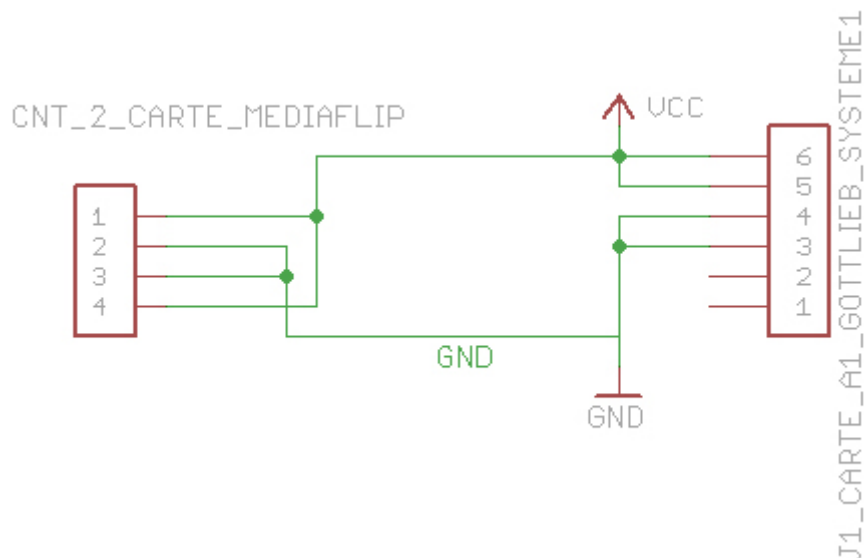 CNT_2_CARTE_MEDIAFLIP
1
2
3
4
VCC
GND
GND
6
5
4
3
2
1
J1_CARTE_A1_GOTTLIEB_SYSTEME1